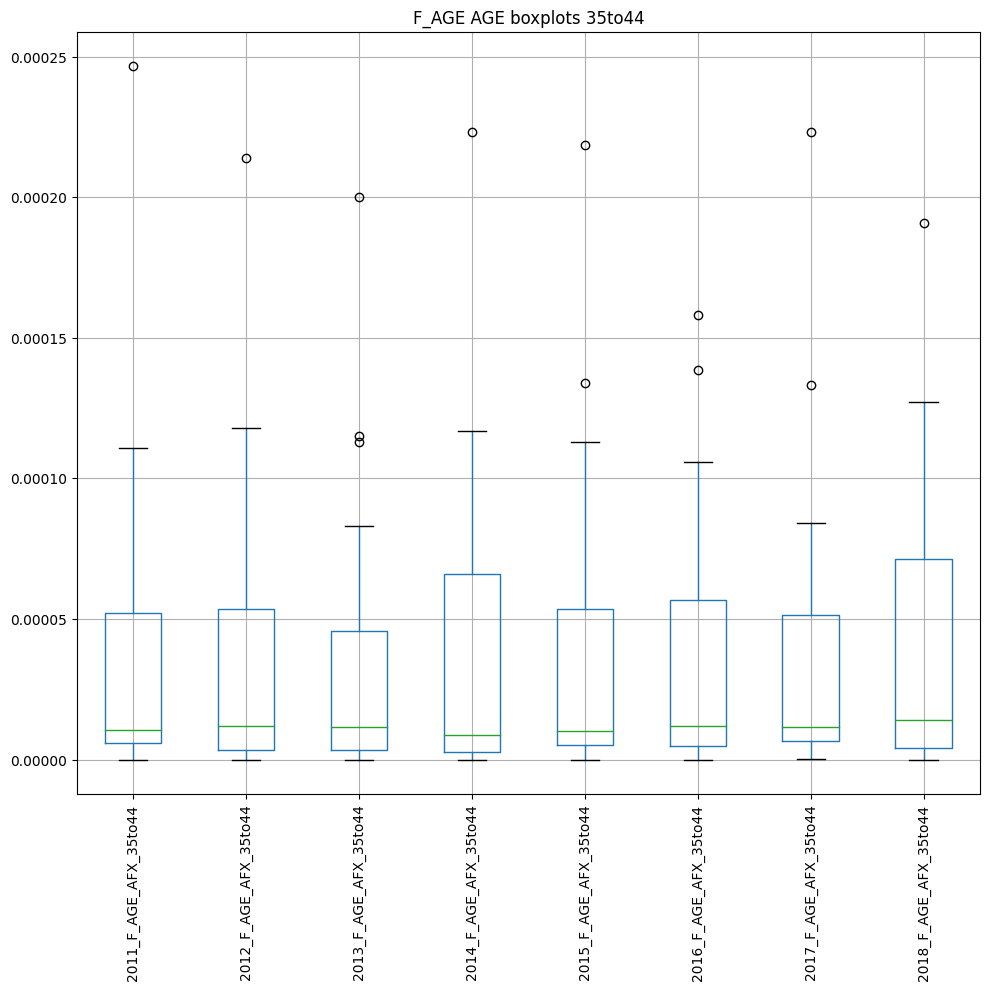 F_AGE AGE boxplots 35to44
0.00025
0.00020
0.00015
0.00010
0.00005
0.00000
2011_F_AGE_AFX_35to44
2012_F_AGE_AFX_35to44
2013_F_AGE_AFX_35to44
2014_F_AGE_AFX_35to44
2015_F_AGE_AFX_35to44
2016_F_AGE_AFX_35to44
2017_F_AGE_AFX_35to44
2018_F_AGE_AFX_35to44